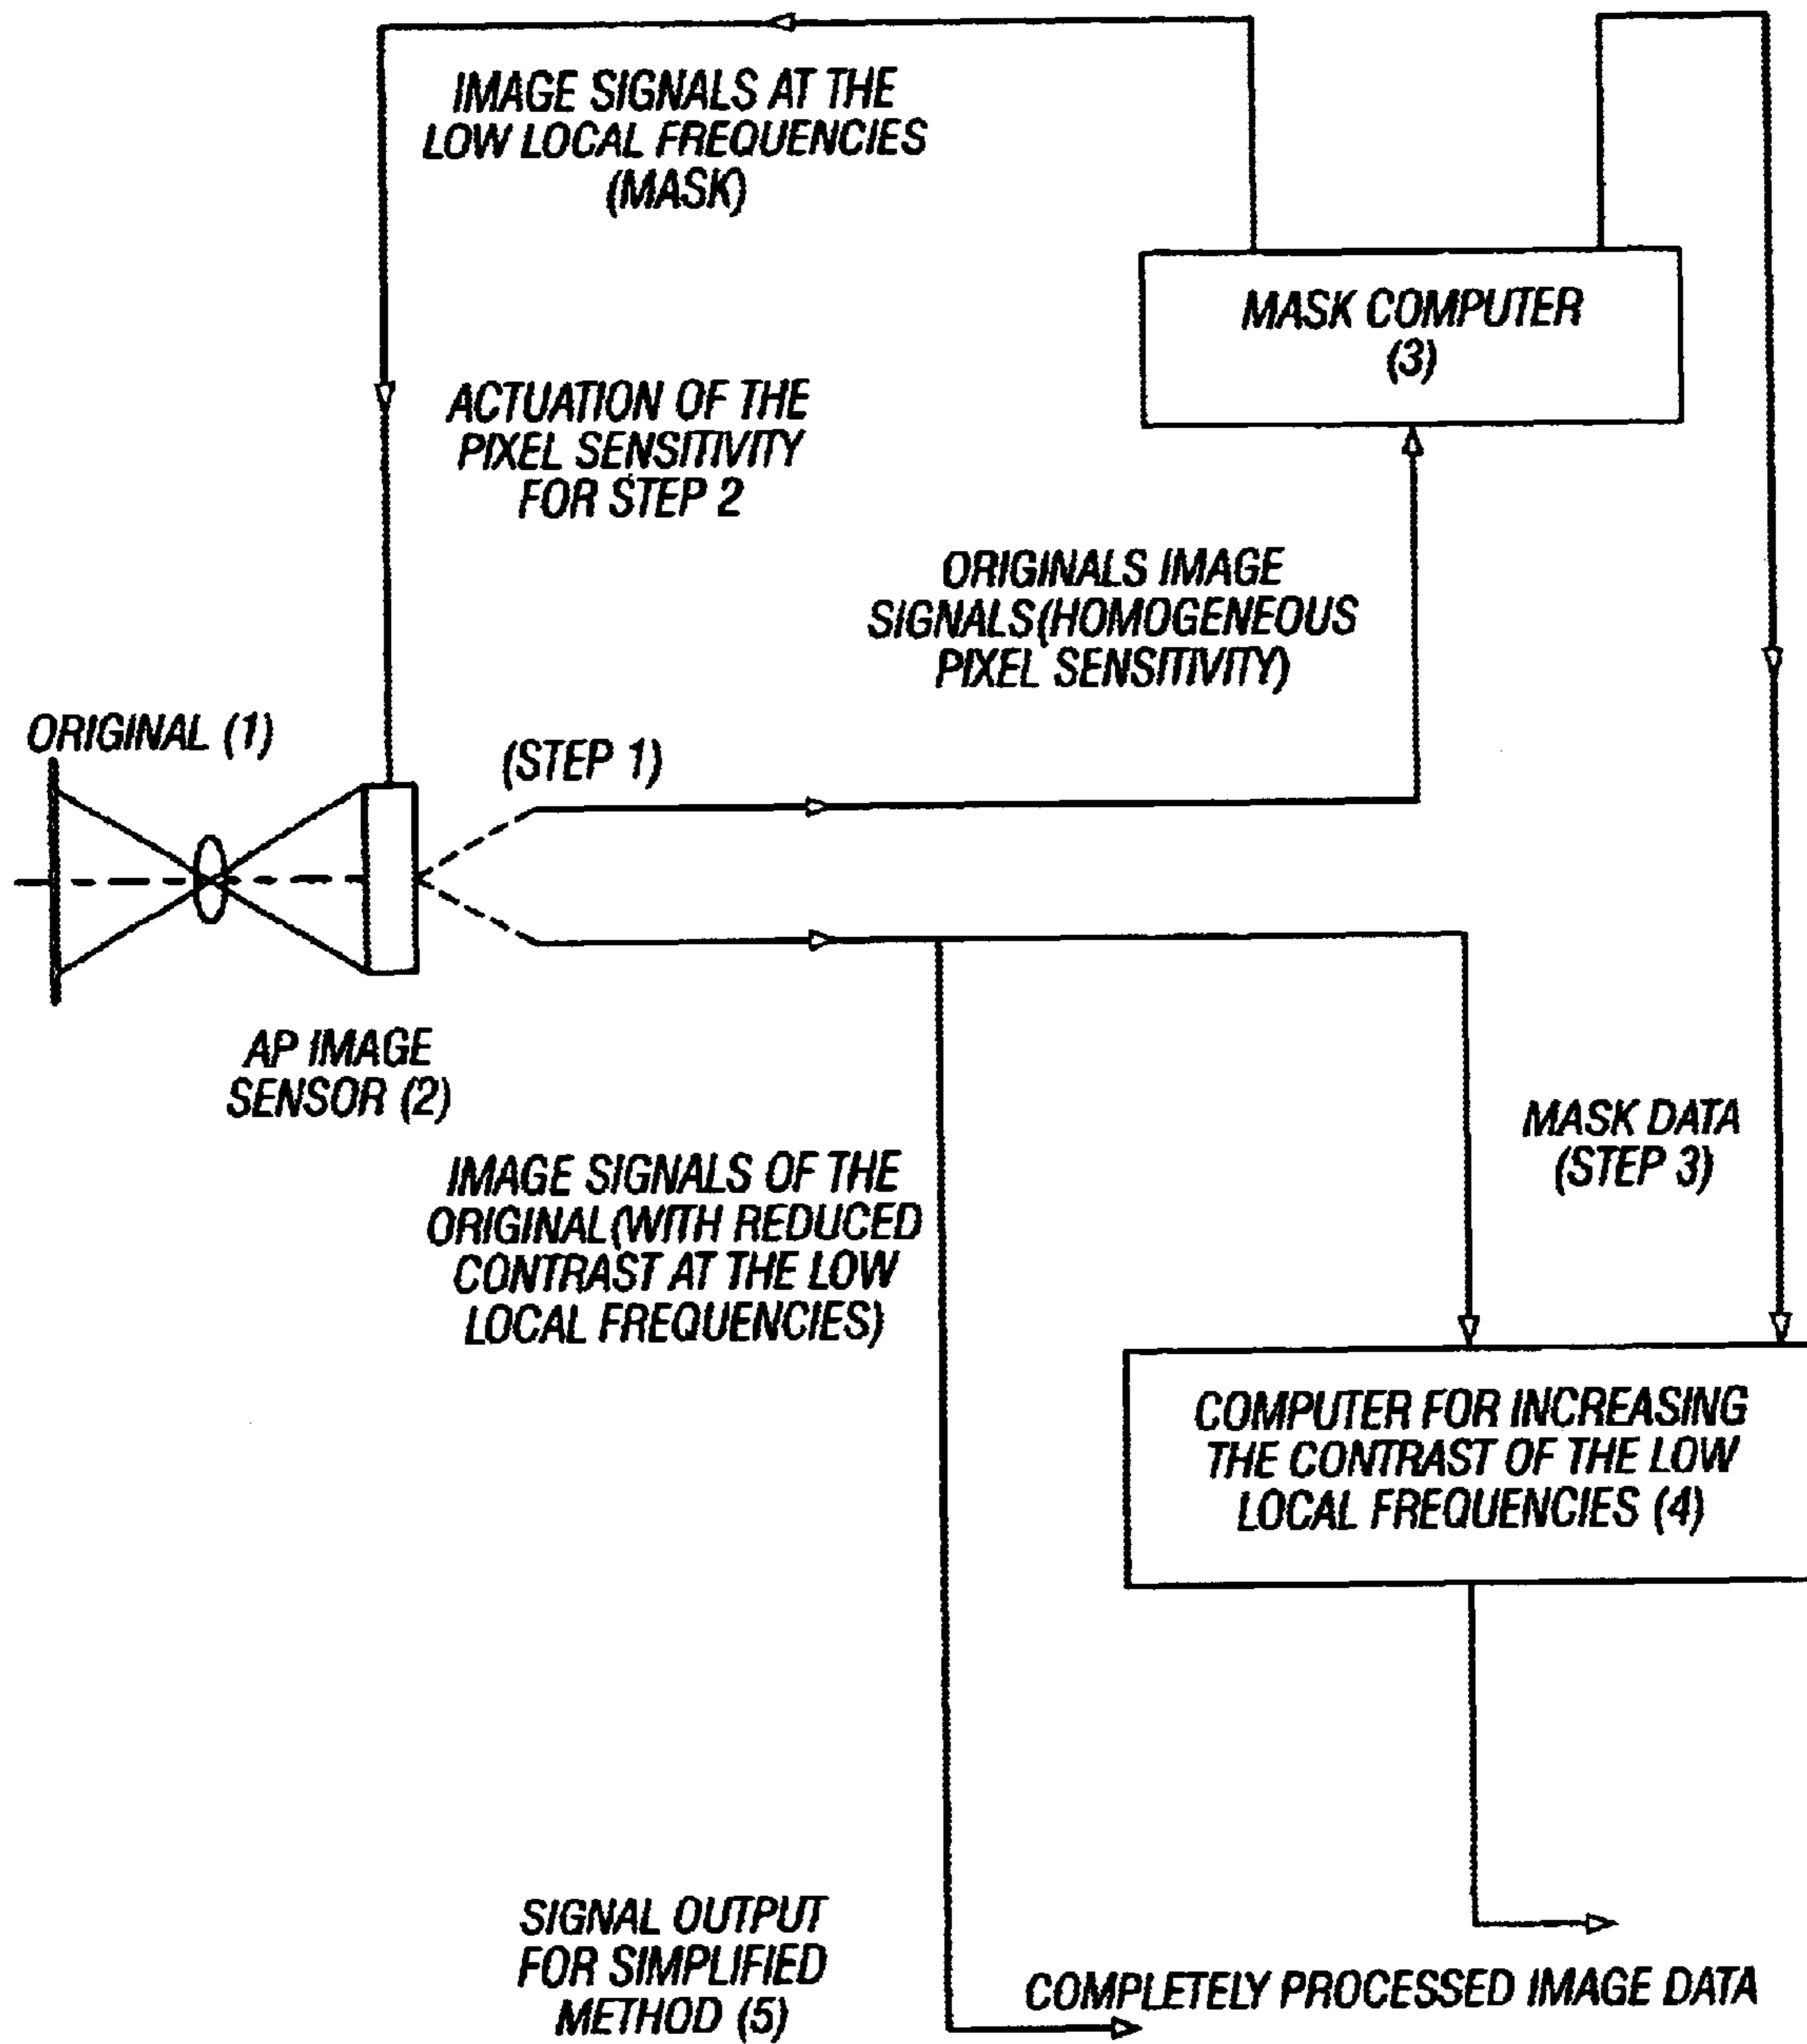 IMAGE SIGNALS AT THE
LOW LOCAL FREQUENCIES
(MASK)
MASK COMPUTER
(3)
ACTUATION OF THE
PIXEL SENSITIVITY
FOR STEP 2
ORIGINALS IMAGE
SIGNALS(HOMOGENEOUS
PIXEL SENSITIVITY)
ORIGINAL (1)
(STEP 1)
AP IMAGE
SENSOR (2)
MASK DATA
(STEP 3)
IMAGE SIGNALS OF THE
ORIGINAL(WITH REDUCED
CONTRAST AT THE LOW
LOCAL FREQUENCIES)
COMPUTER FOR INCREASING
THE CONTRAST OF THE LOW
LOCAL FREQUENCIES (4)
SIGNAL OUTPUT
FOR SIMPLIFIED
METHOD (5)
COMPLETELY PROCESSED IMAGE DATA